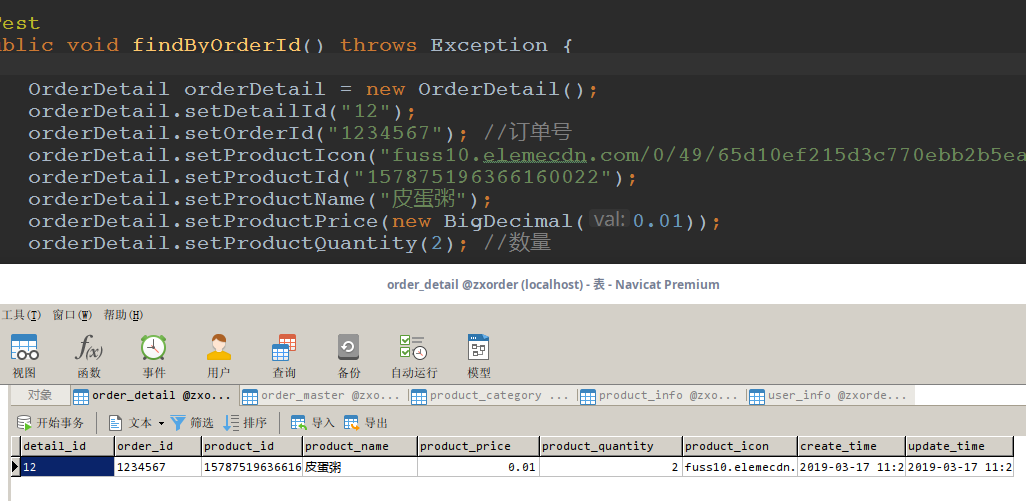 Test
ublic void findByOrderId() throws Exception {
OrderDetail orderDetail = new OrderDetail();
orderDetail.setDetailId("12");
orderDetail.setOrderId("1234567"); //订单号
orderDetail.setProductIcon("fuss10.elemecdn.com/0/49/65d10ef215d3c770ebb2b5ea
orderDetail.setProductId("157875196366160022");
orderDetail.setProductName("皮蛋粥");
orderDetail.setProductPrice(new BigDecimal( val: 0.01));
orderDetail.setProductQuantity(2); //数量
order_detail @zxorder (localhost) - 表 - Navicat Premium
工具(T) 窗口(W) 帮助(H)
视图 f(x) 函数 事件 用户 查询 备份 自动运行 模型
对象 order_detail @zxo... order_master @zxo... product_category ... product_info @zxo... user_info @zxorde...
开始事务 文本 筛选 排序 导入 导出
detail_id order_id product_id product_name product_price product_quantity product_icon create_time update_time
12 1234567 15787519636616 皮蛋粥 0.01 2 fuss10.elemecdn. 2019-03-17 11:2 2019-03-17 11:2